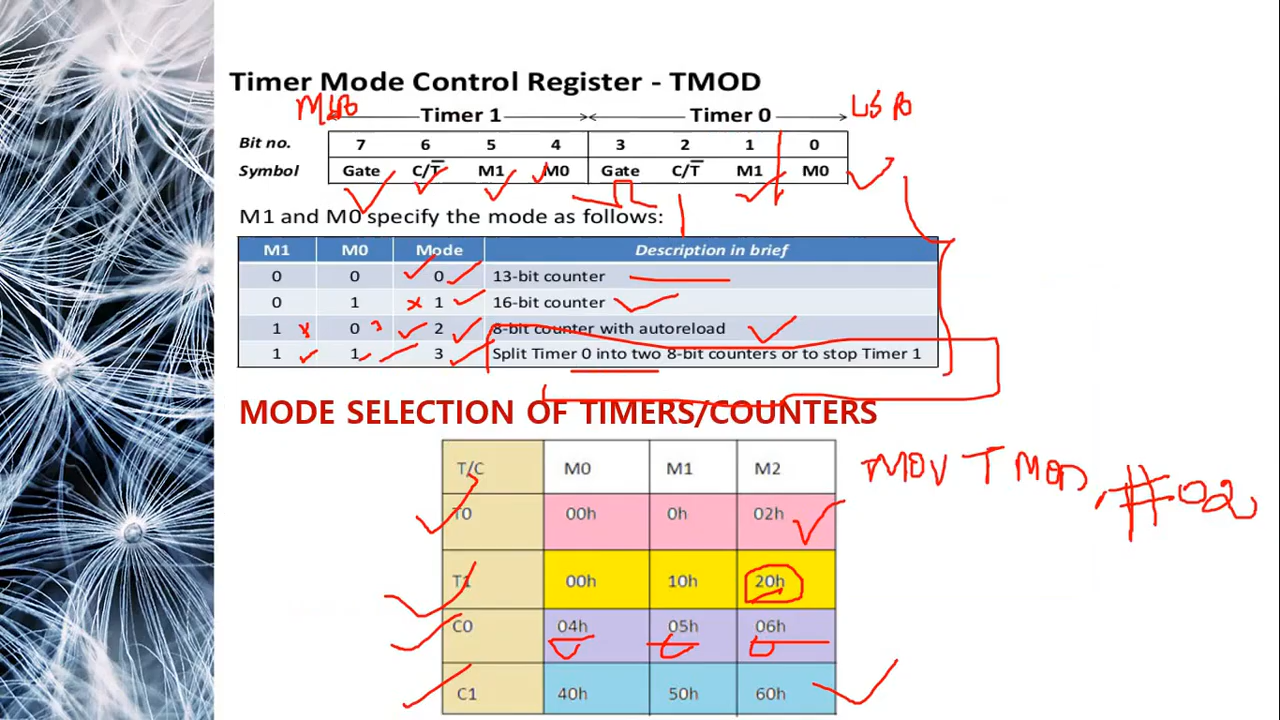 Timer Mode Control Register - TMOD
MSB Timer 1 Timer 0 LSB
Bit no. 7 6 5 4 3 2 1 0
Symbol Gate C/T̅ M1 M0 Gate C/T̅ M1 M0
M1 and M0 specify the mode as follows:
M1 M0 Mode Description in brief
0 0 0 13-bit counter
0 1 1 16-bit counter
1 0 2 8-bit counter with autoreload
1 1 3 Split Timer 0 into two 8-bit counters or to stop Timer 1
MODE SELECTION OF TIMERS/COUNTERS
T/C M0 M1 M2
MOV TMOD, #02
T0 00h 0h 02h
T1 00h 10h 20h
C0 04h 05h 06h
C1 40h 50h 60h